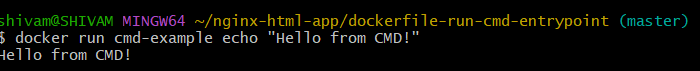 shivam@SHIVAM MINGW64 ~/nginx-html-app/dockerfile-run-cmd-entrypoint (master)
$ docker run cmd-example echo "Hello from CMD!"
Hello from CMD!